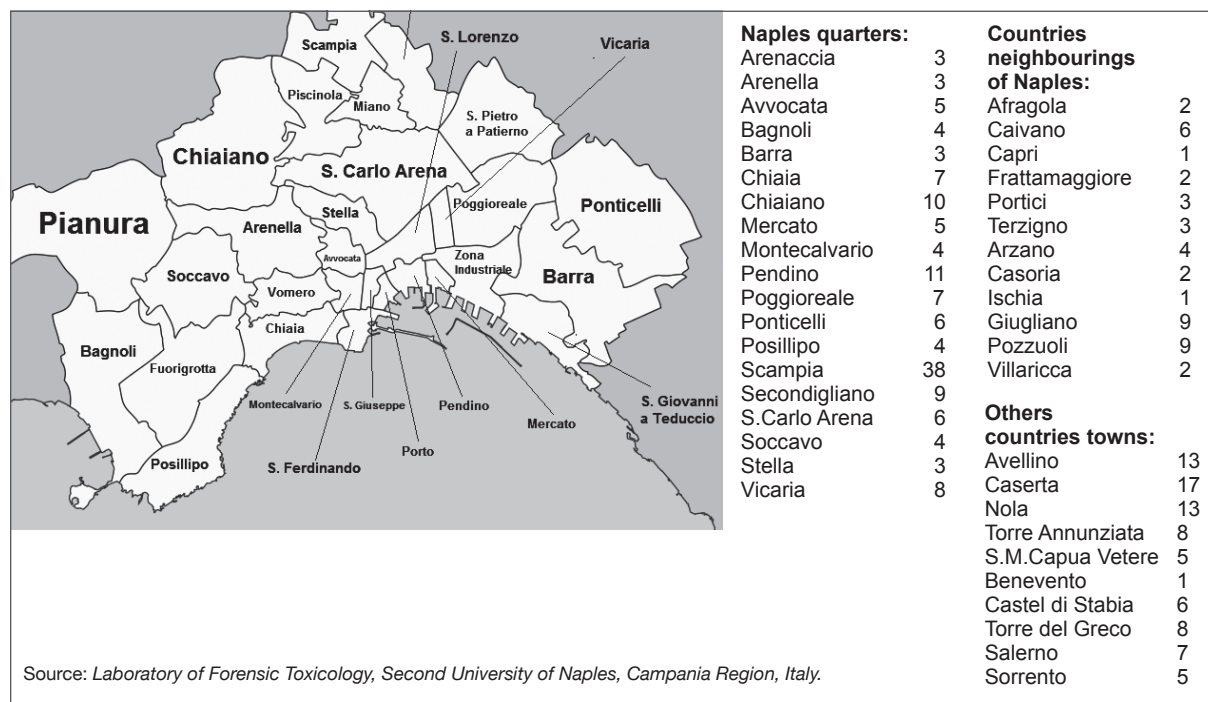 Scampia
S. Lorenzo
Vicaria
Piscinola
Miano
S. Pietro
a Patierno
Chiaiano
S. Carlo Arena
Poggioreale
Ponticelli
Pianura
Stella
Arenella
Avvocata
Zona
Industriale
Soccavo
Barra
Vomero
Chiaia
Bagnoli
Fuorigrotta
Montecalvario
S. Giuseppe
Pendino
S. Giovanni
a Teduccio
Mercato
Porto
Posillipo
S. Ferdinando
Naples quarters:
Arenaccia 3
Arenella 3
Avvocata 5
Bagnoli 4
Barra 3
Chiaia 7
Chiaiano 10
Mercato 5
Montecalvario 4
Pendino 11
Poggioreale 7
Ponticelli 6
Posillipo 4
Scampia 38
Secondigliano 9
S.Carlo Arena 6
Soccavo 4
Stella 3
Vicaria 8
Countries
neighbourings
of Naples:
Afragola 2
Caivano 6
Capri 1
Frattamaggiore 2
Portici 3
Terzigno 3
Arzano 4
Casoria 2
Ischia 1
Giugliano 9
Pozzuoli 9
Villaricca 2
Others
countries towns:
Avellino 13
Caserta 17
Nola 13
Torre Annunziata 8
S.M.Capua Vetere 5
Benevento 1
Castel di Stabia 6
Torre del Greco 8
Salerno 7
Sorrento 5
Source: Laboratory of Forensic Toxicology, Second University of Naples, Campania Region, Italy.